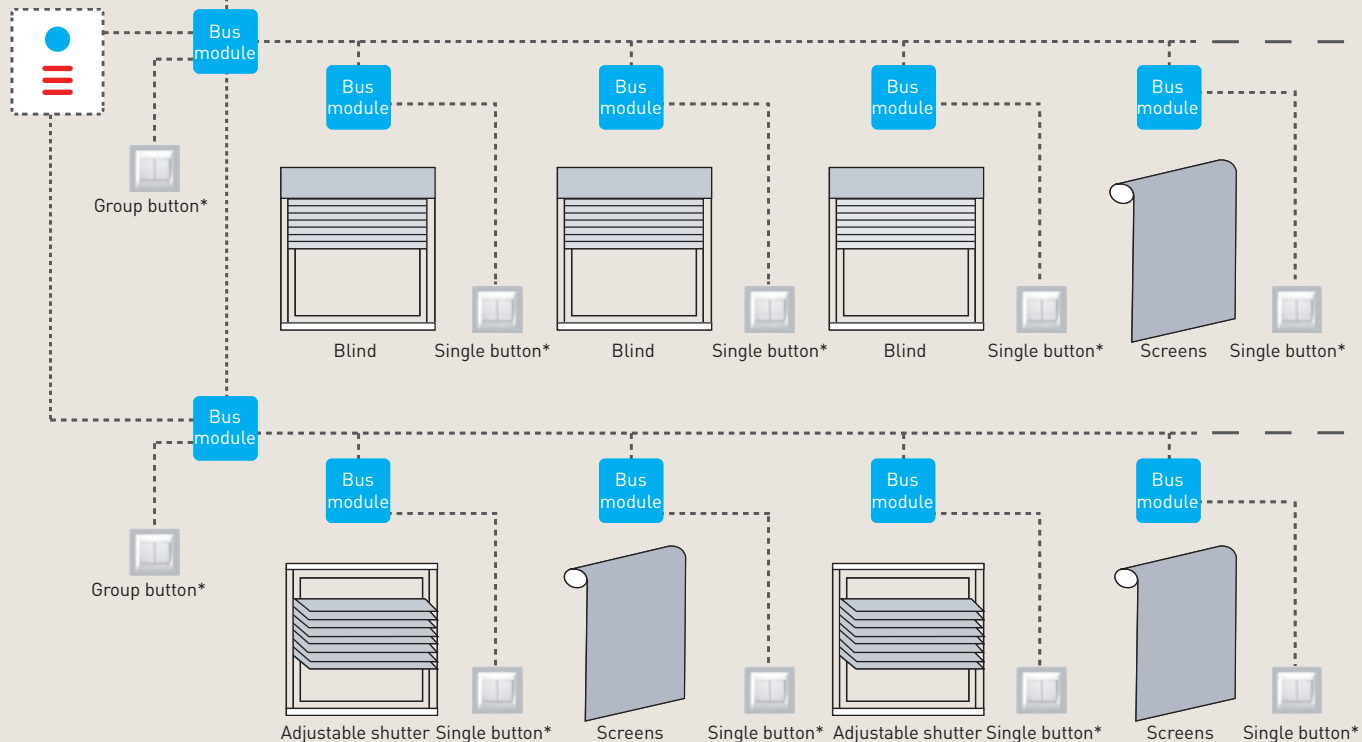 Bus
module
Bus
module
Bus
module
Bus
module
Bus
module
Group button*
Blind
Single button*
Blind
Single button*
Blind
Single button*
Screens
Single button*
Bus
module
Bus
module
Bus
module
Bus
module
Bus
module
Group button*
Adjustable shutter
Single button*
Screens
Single button*
Adjustable shutter
Single button*
Screens
Single button*